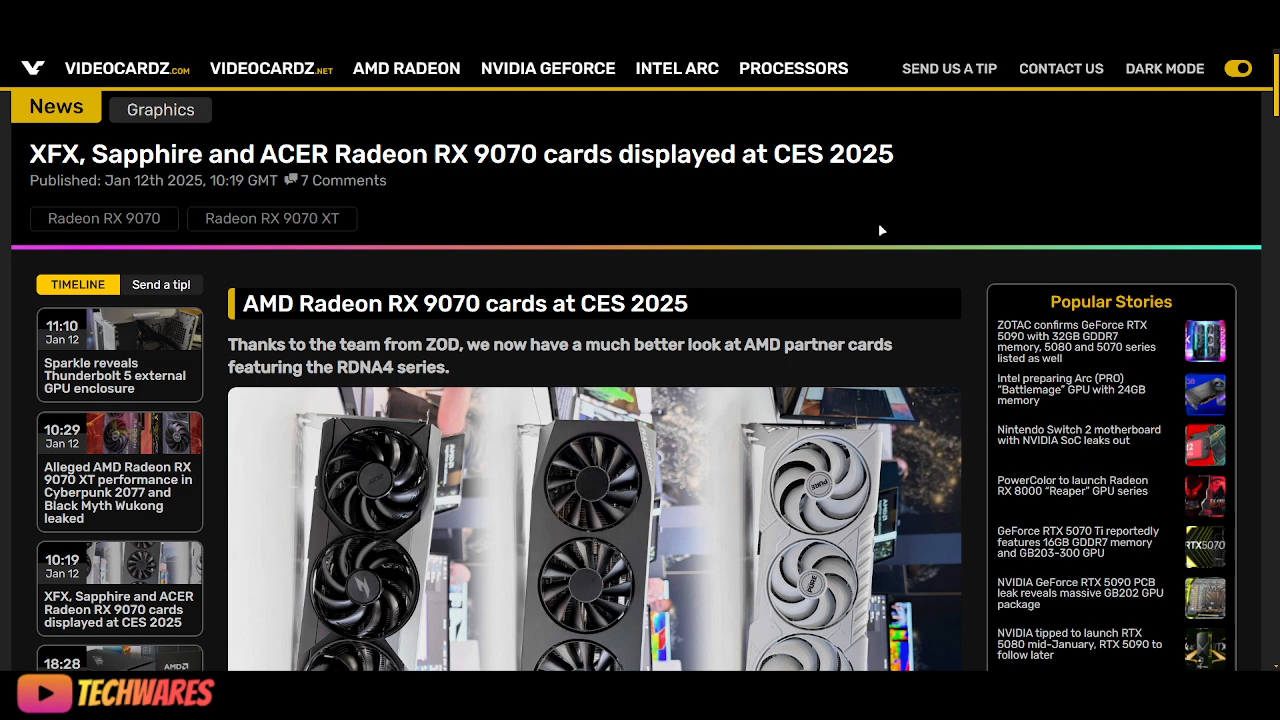 VIDEOCARDZ.COM VIDEOCARDZ.NET AMD RADEON NVIDIA GEFORCE INTEL ARC PROCESSORS SEND US A TIP CONTACT US DARK MODE
News Graphics
XFX, Sapphire and ACER Radeon RX 9070 cards displayed at CES 2025
Published: Jan 12th 2025, 10:19 GMT 7 Comments
Radeon RX 9070 Radeon RX 9070 XT
TIMELINE Send a tip!
11:10
Jan 12
Sparkle reveals
Thunderbolt 5 external
GPU enclosure
10:29
Jan 12
Alleged AMD Radeon RX
9070 XT performance in
Cyberpunk 2077 and
Black Myth Wukong
leaked
10:19
Jan 12
XFX, Sapphire and ACER
Radeon RX 9070 cards
displayed at CES 2025
18:28
AMD
AMD Radeon RX 9070 cards at CES 2025
Thanks to the team from ZOD, we now have a much better look at AMD partner cards
featuring the RDNA4 series.
PURE
PURE
Popular Stories
ZOTAC confirms GeForce RTX
5090 with 32GB GDDR7
memory, 5080 and 5070 series
listed as well
Intel preparing Arc (PRO)
"Battlemage" GPU with 24GB
memory
Nintendo Switch 2 motherboard
with NVIDIA SoC leaks out
PowerColor to launch Radeon
RX 8000 "Reaper" GPU series
GeForce RTX 5070 Ti reportedly
features 16GB GDDR7 memory
and GB203-300 GPU
RTX5070
NVIDIA GeForce RTX 5090 PCB
leak reveals massive GB202 GPU
package
NVIDIA tipped to launch RTX
5080 mid-January, RTX 5090 to
follow later
TECHWARES